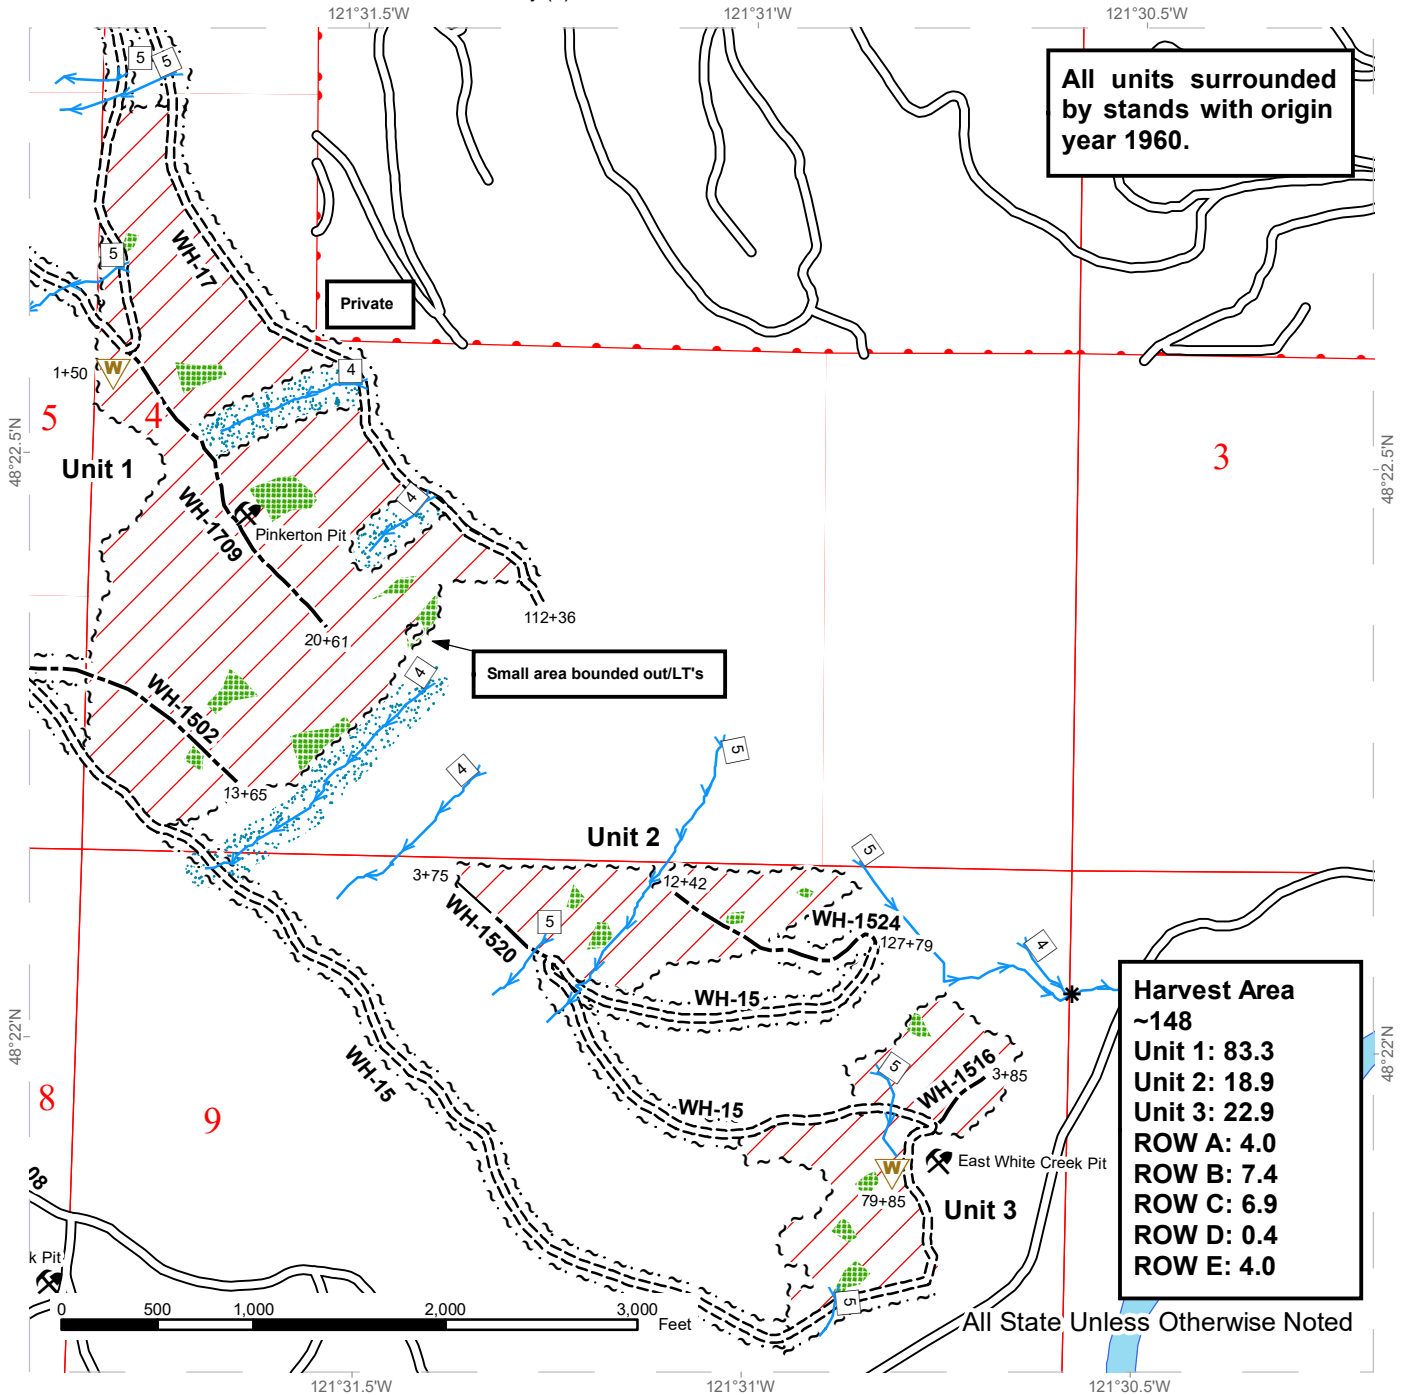 121°31.5'W
121°31'W
121°30.5'W
5
5
All units surrounded
by stands with origin
year 1960.
WH-17
5
Private
1+50
W
4
5
4
48°22.5'N
48°22.5'N
3
Unit 1
WH-1709
4
Pinkerton Pit
112+36
20+61
Small area bounded out/LT's
4
WH-1502
13+65
4
5
Unit 2
5
3+75
12+42
WH-1520
5
WH-1524
127+79
4
WH-15
48°22'N
48°22'N
Harvest Area
~148
Unit 1: 83.3
Unit 2: 18.9
Unit 3: 22.9
ROW A: 4.0
ROW B: 7.4
ROW C: 6.9
ROW D: 0.4
ROW E: 4.0
WH-15
5
WH-1516
3+85
8
9
WH-15
East White Creek Pit
W
79+85
Unit 3
08
k Pit
5
0 500 1,000 2,000 3,000
Feet
All State Unless Otherwise Noted
121°31.5'W
121°31'W
121°30.5'W